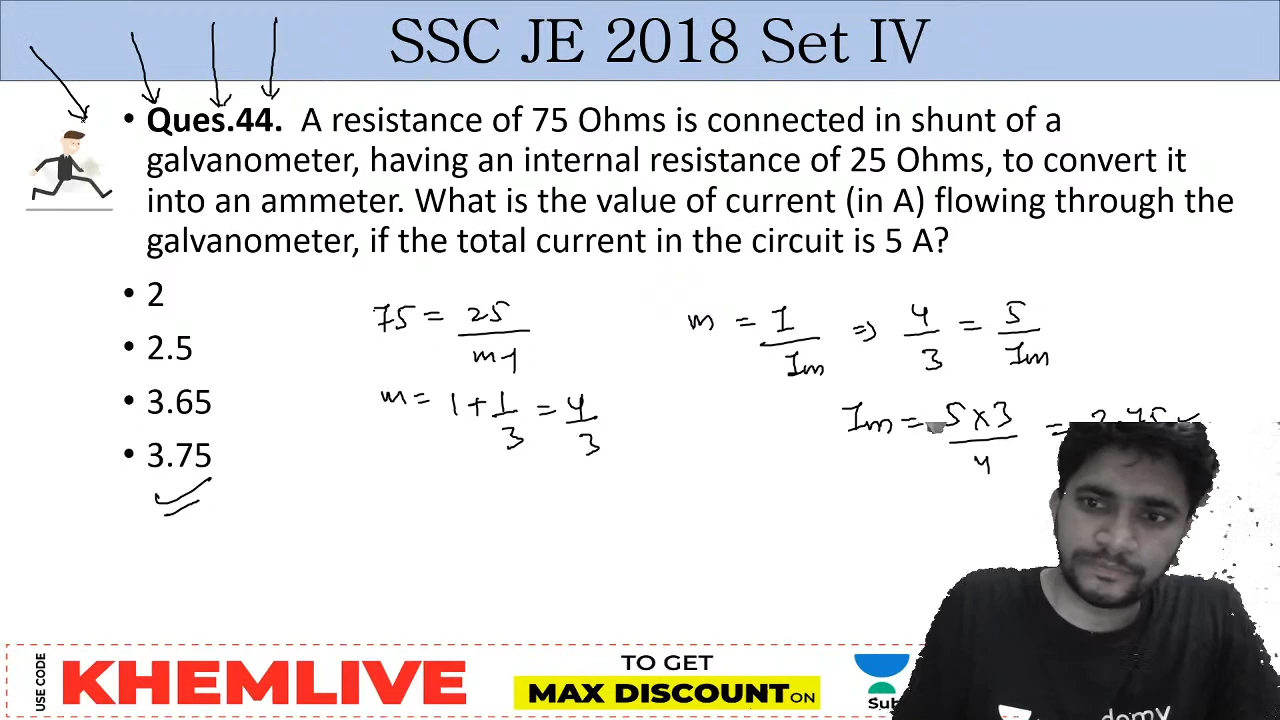 SSC JE 2018 Set IV
• Ques.44. A resistance of 75 Ohms is connected in shunt of a
galvanometer, having an internal resistance of 25 Ohms, to convert it
into an ammeter. What is the value of current (in A) flowing through the
galvanometer, if the total current in the circuit is 5 A?
• 2
• 2.5
• 3.65
• 3.75
75 = 25 / m-1
m = 1 + 1/3 = 4/3
m = I / Im ⇒ 4/3 = 5 / Im
Im = 5 × 3 / 4 =
USE CODE
KHEMLIVE
TO GET
MAX DISCOUNT ON